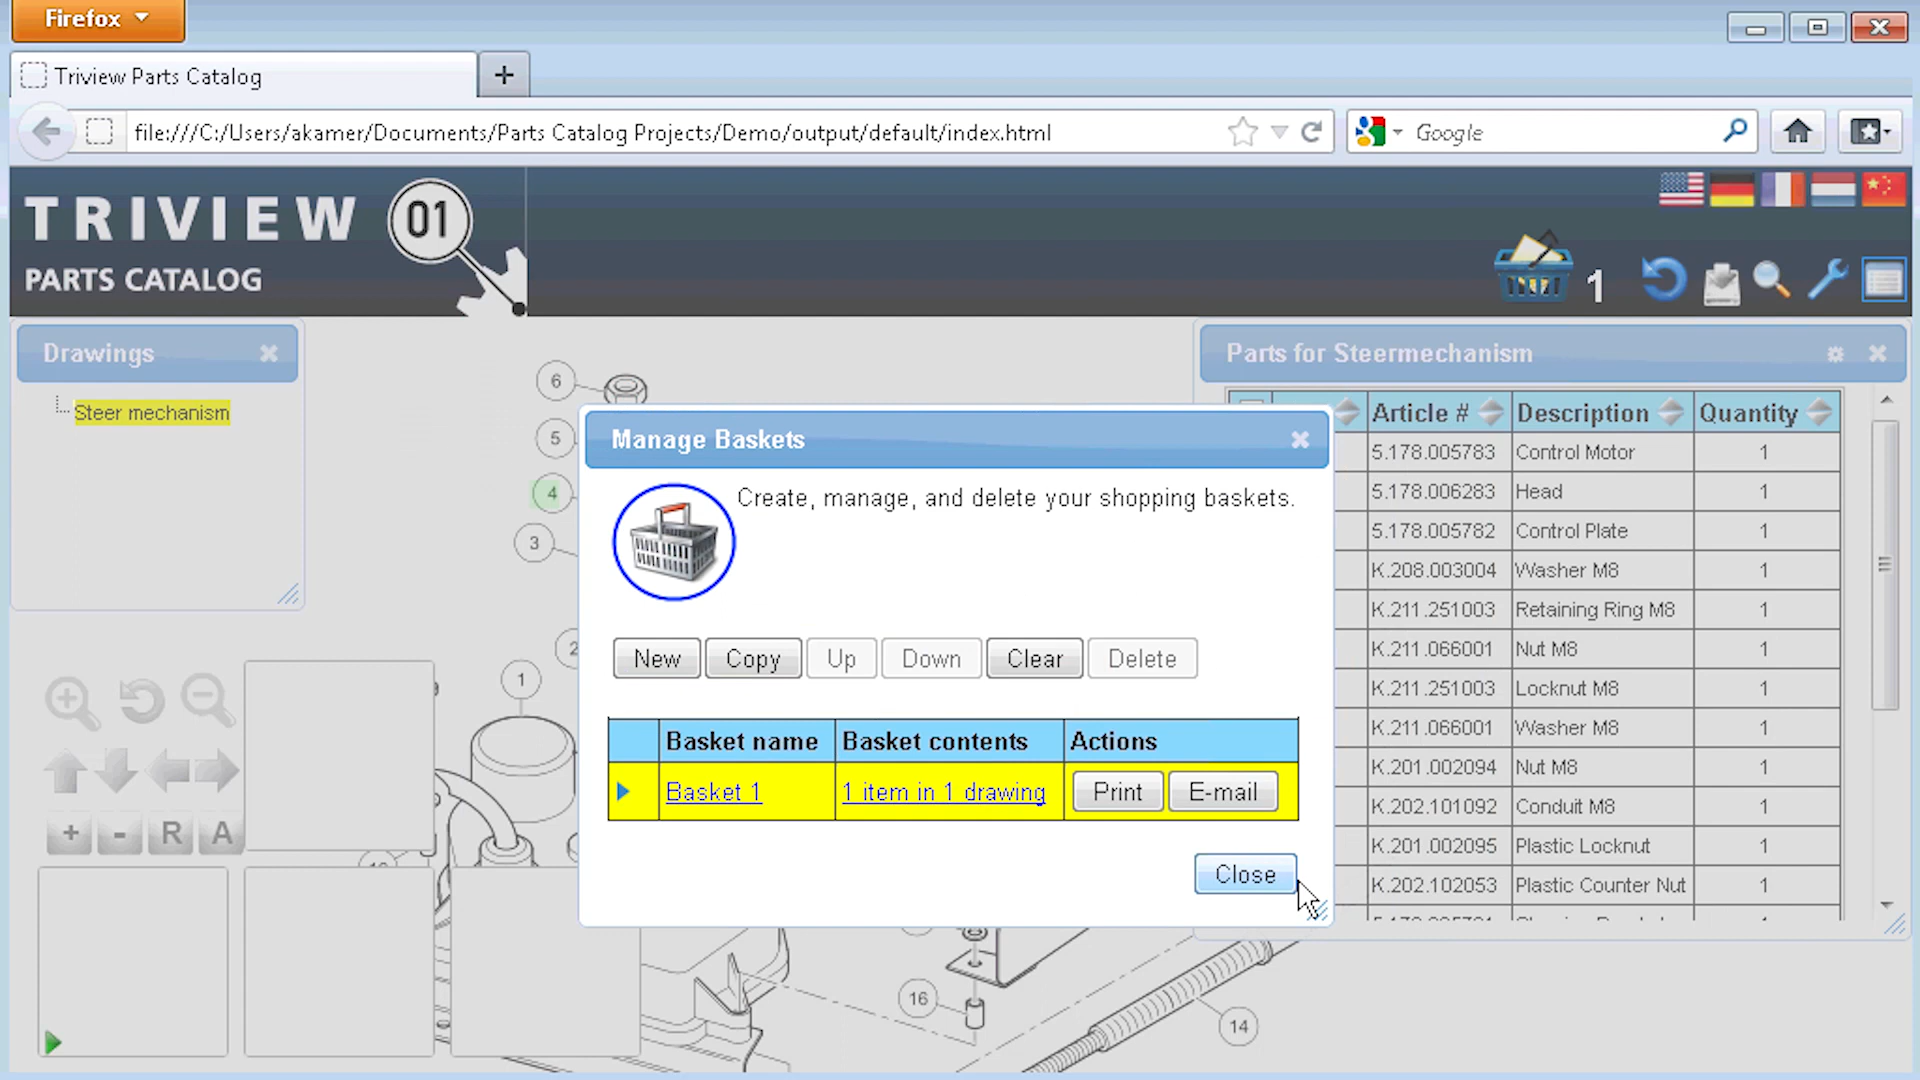 Firefox
Triview Parts Catalog
file:///C:/Users/akamer/Documents/Parts Catalog Projects/Demo/output/default/index.html
Google
TRIVIEW
01
PARTS CATALOG
1
Drawings
Parts for Steermechanism
Steer mechanism
Article # Description Quantity
5.178.005783 Control Motor 1
5.178.006283 Head 1
5.178.005782 Control Plate 1
K.208.003004 Washer M8 1
K.211.251003 Retaining Ring M8 1
K.211.066001 Nut M8 1
K.211.251003 Locknut M8 1
K.211.066001 Washer M8 1
K.201.002094 Nut M8 1
K.202.101092 Conduit M8 1
K.201.002095 Plastic Locknut 1
K.202.102053 Plastic Counter Nut 1
6
5
4
3
2
1
Manage Baskets
Create, manage, and delete your shopping baskets.
New Copy Up Down Clear Delete
Basket name Basket contents Actions
Basket 1 1 item in 1 drawing Print E-mail
Close
+ - R A
16
14